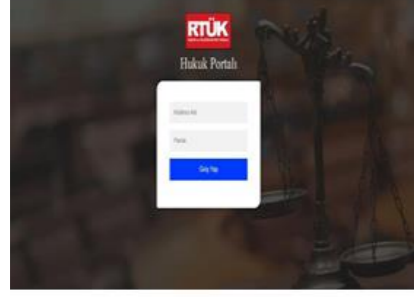 RTÜK
Hukuk Portalı
Kullanıcı Adı
Parola
Giriş Yap